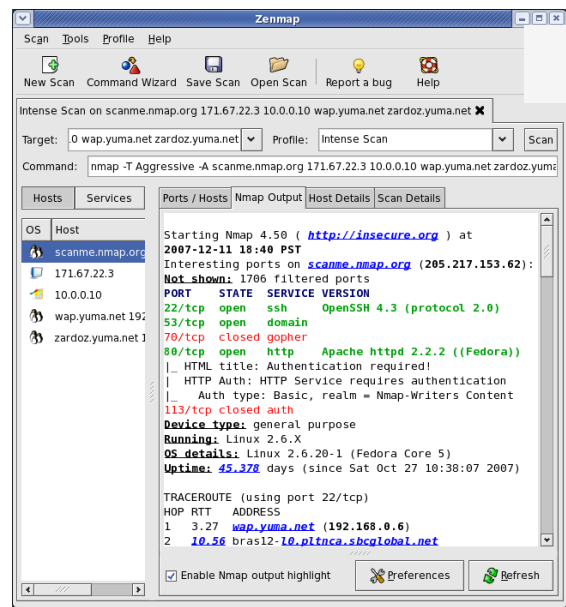 Zenmap
Scan Tools Profile Help
New Scan Command Wizard Save Scan Open Scan Report a bug Help
Intense Scan on scanme.nmap.org 171.67.22.3 10.0.0.10 wap.yuma.net zardoz.yuma.net
Target: .0 wap.yuma.net zardoz.yuma.net Profile: Intense Scan Scan
Command: nmap -T Aggressive -A scanme.nmap.org 171.67.22.3 10.0.0.10 wap.yuma.net zardoz.yuma
Hosts Services
OS Host
scanme.nmap.org
171.67.22.3
10.0.0.10
wap.yuma.net 192
zardoz.yuma.net 1
Ports / Hosts Nmap Output Host Details Scan Details
Starting Nmap 4.50 ( http://insecure.org ) at
2007-12-11 18:40 PST
Interesting ports on scanme.nmap.org (205.217.153.62):
Not shown: 1706 filtered ports
PORT STATE SERVICE VERSION
22/tcp open ssh OpenSSH 4.3 (protocol 2.0)
53/tcp open domain
70/tcp closed gopher
80/tcp open http Apache httpd 2.2.2 ((Fedora))
|_ HTML title: Authentication required!
| HTTP Auth: HTTP Service requires authentication
|_ Auth type: Basic, realm = Nmap-Writers Content
113/tcp closed auth
Device type: general purpose
Running: Linux 2.6.X
OS details: Linux 2.6.20-1 (Fedora Core 5)
Uptime: 45.378 days (since Sat Oct 27 10:38:07 2007)
TRACEROUTE (using port 22/tcp)
HOP RTT ADDRESS
1 3.27 wap.yuma.net (192.168.0.6)
2 10.56 bras12-l0.pltnca.sbcglobal.net
Enable Nmap output highlight Preferences Refresh